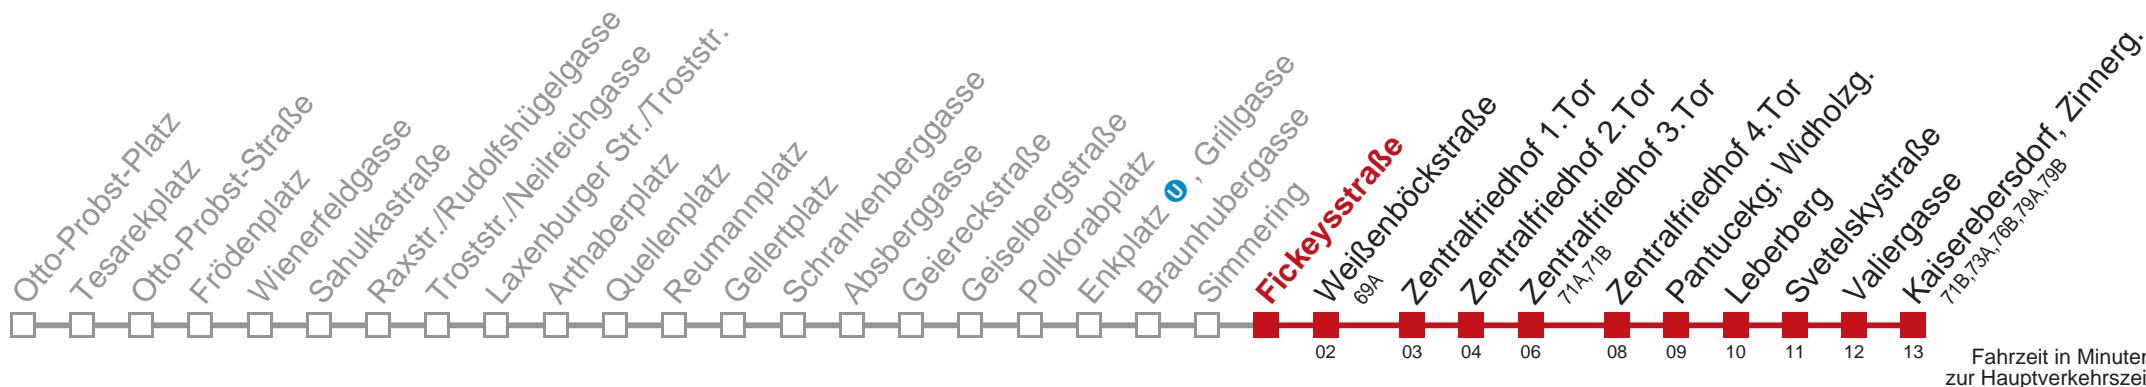 Otto-Probst-Platz
Tesarekplatz
Otto-Probst-Straße
Frödenplatz
Wienerfeldgasse
Sahulkastraße
Raxstr./Rudolfshügelgasse
Troststr./Neilreichgasse
Laxenburger Str./Troststr.
Arthaberplatz
Quellenplatz
Reumannplatz
Gellertplatz
Schrankenberggasse
Absberggasse
Geiereckstraße
Geiselbergstraße
Polkorabplatz
Enkplatz U , Grillgasse
Braunhubergasse
Simmering
Fickeysstraße
Weißenböckstraße
69A
Zentralfriedhof 1.Tor
Zentralfriedhof 2.Tor
Zentralfriedhof 3.Tor
71A,71B
Zentralfriedhof 4.Tor
Pantucekg; Widholzg.
Leberberg
Svetelskystraße
Valiergasse
Kaiserebersdorf, Zinnerg.
71B,73A,76B,79A,79B
02 03 04 06 08 09 10 11 12 13
Fahrzeit in Minuten
zur Hauptverkehrszeit